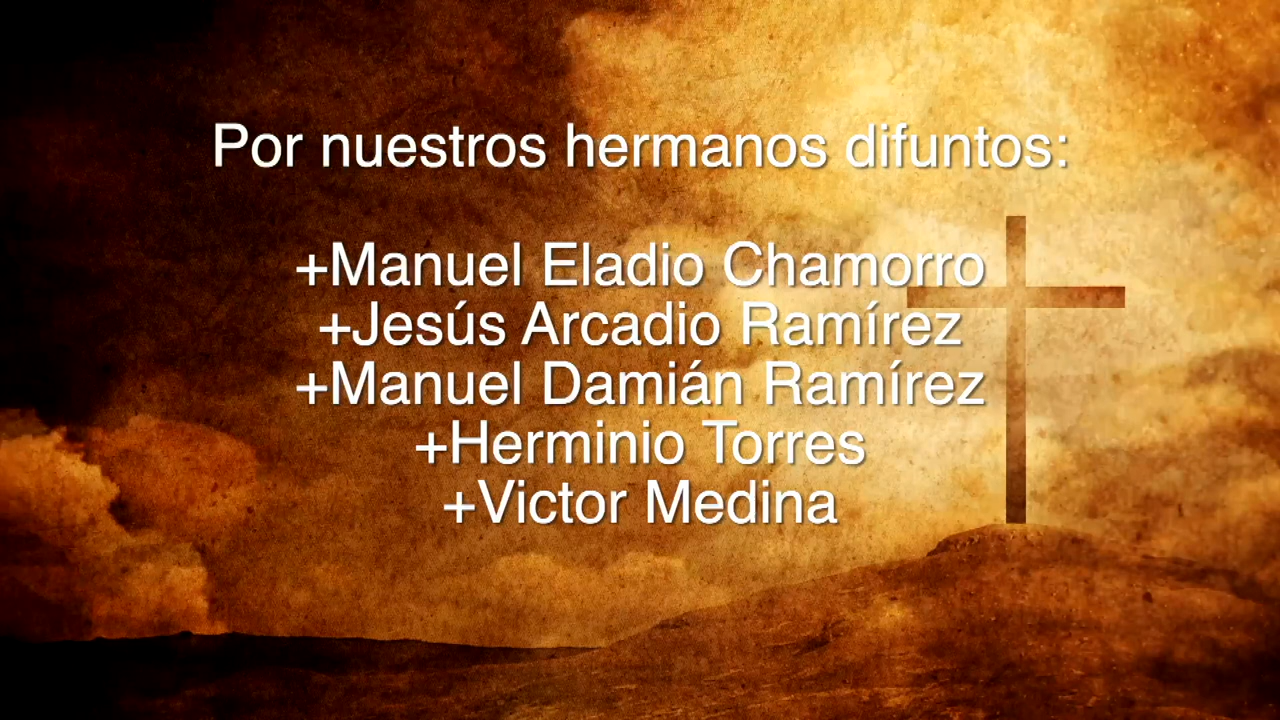 Por nuestros hermanos difuntos:
+Manuel Eladio Chamorro
+Jesús Arcadio Ramírez
+Manuel Damián Ramírez
+Herminio Torres
+Victor Medina